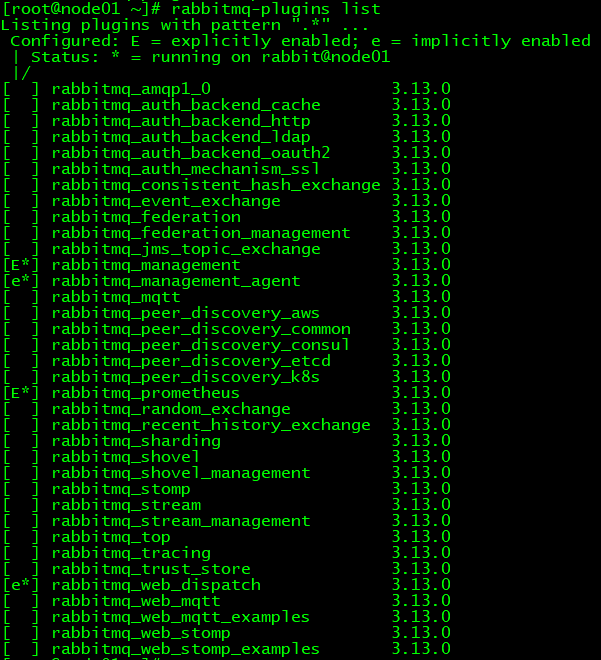 [root@node01 ~]# rabbitmq-plugins list
Listing plugins with pattern ".*" ...
 Configured: E = explicitly enabled; e = implicitly enabled
 | Status: * = running on rabbit@node01
 |/
[  ] rabbitmq_amqp1_0                  3.13.0
[  ] rabbitmq_auth_backend_cache       3.13.0
[  ] rabbitmq_auth_backend_http        3.13.0
[  ] rabbitmq_auth_backend_ldap        3.13.0
[  ] rabbitmq_auth_backend_oauth2      3.13.0
[  ] rabbitmq_auth_mechanism_ssl       3.13.0
[  ] rabbitmq_consistent_hash_exchange 3.13.0
[  ] rabbitmq_event_exchange           3.13.0
[  ] rabbitmq_federation               3.13.0
[  ] rabbitmq_federation_management    3.13.0
[  ] rabbitmq_jms_topic_exchange       3.13.0
[E*] rabbitmq_management               3.13.0
[e*] rabbitmq_management_agent         3.13.0
[  ] rabbitmq_mqtt                     3.13.0
[  ] rabbitmq_peer_discovery_aws       3.13.0
[  ] rabbitmq_peer_discovery_common    3.13.0
[  ] rabbitmq_peer_discovery_consul    3.13.0
[  ] rabbitmq_peer_discovery_etcd      3.13.0
[  ] rabbitmq_peer_discovery_k8s       3.13.0
[E*] rabbitmq_prometheus               3.13.0
[  ] rabbitmq_random_exchange          3.13.0
[  ] rabbitmq_recent_history_exchange  3.13.0
[  ] rabbitmq_sharding                 3.13.0
[  ] rabbitmq_shovel                   3.13.0
[  ] rabbitmq_shovel_management        3.13.0
[  ] rabbitmq_stomp                    3.13.0
[  ] rabbitmq_stream                   3.13.0
[  ] rabbitmq_stream_management        3.13.0
[  ] rabbitmq_top                      3.13.0
[  ] rabbitmq_tracing                  3.13.0
[  ] rabbitmq_trust_store              3.13.0
[e*] rabbitmq_web_dispatch             3.13.0
[  ] rabbitmq_web_mqtt                 3.13.0
[  ] rabbitmq_web_mqtt_examples        3.13.0
[  ] rabbitmq_web_stomp                3.13.0
[  ] rabbitmq_web_stomp_examples       3.13.0